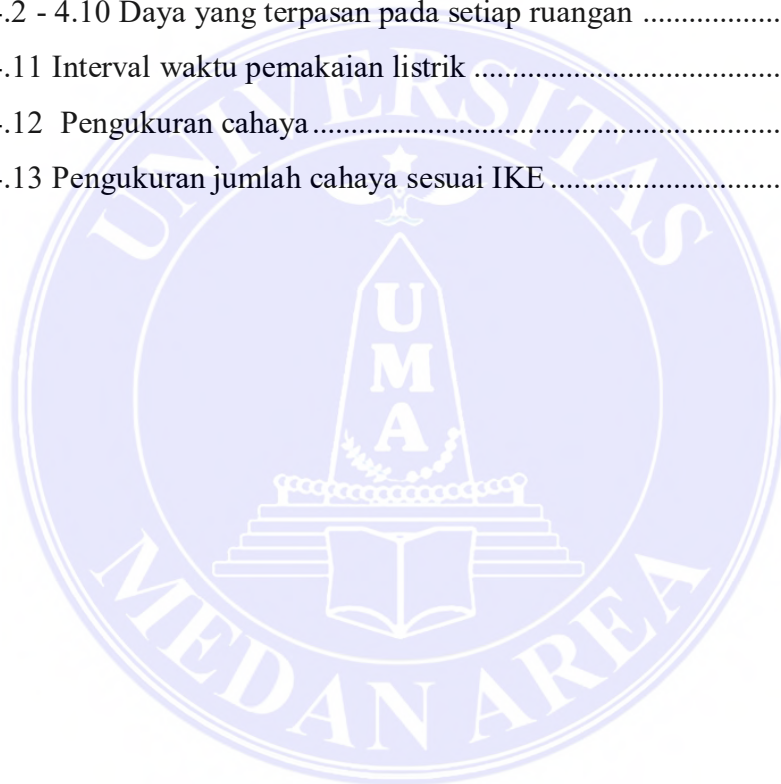 .2 - 4.10 Daya yang terpasan pada setiap ruangan ..................
.11 Interval waktu pemakaian listrik ........................................
.12 Pengukuran cahaya ............................................................
.13 Pengukuran jumlah cahaya sesuai IKE ..............................
UNIVERSITAS
U
M
A
MEDAN AREA